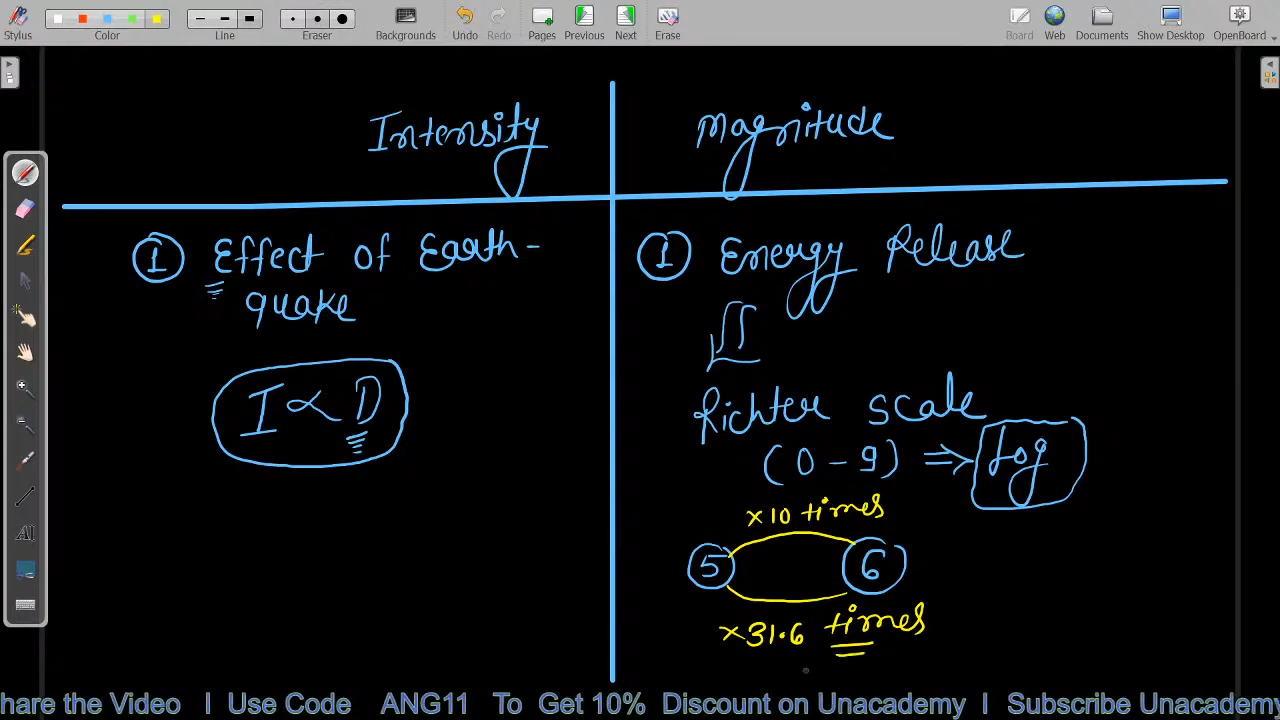 Stylus Color Line Eraser Backgrounds Undo Redo Pages Previous Next Erase Board Web Documents Show Desktop OpenBoard
Intensity
Magnitude
① Effect of Earth-
quake
I ∝ D
① Energy Release
Richter scale
(0 - 9) ⇒ Log
×10 times
5 6
×31.6 times
hare the Video I Use Code ANG11 To Get 10% Discount on Unacademy I Subscribe Unacademy